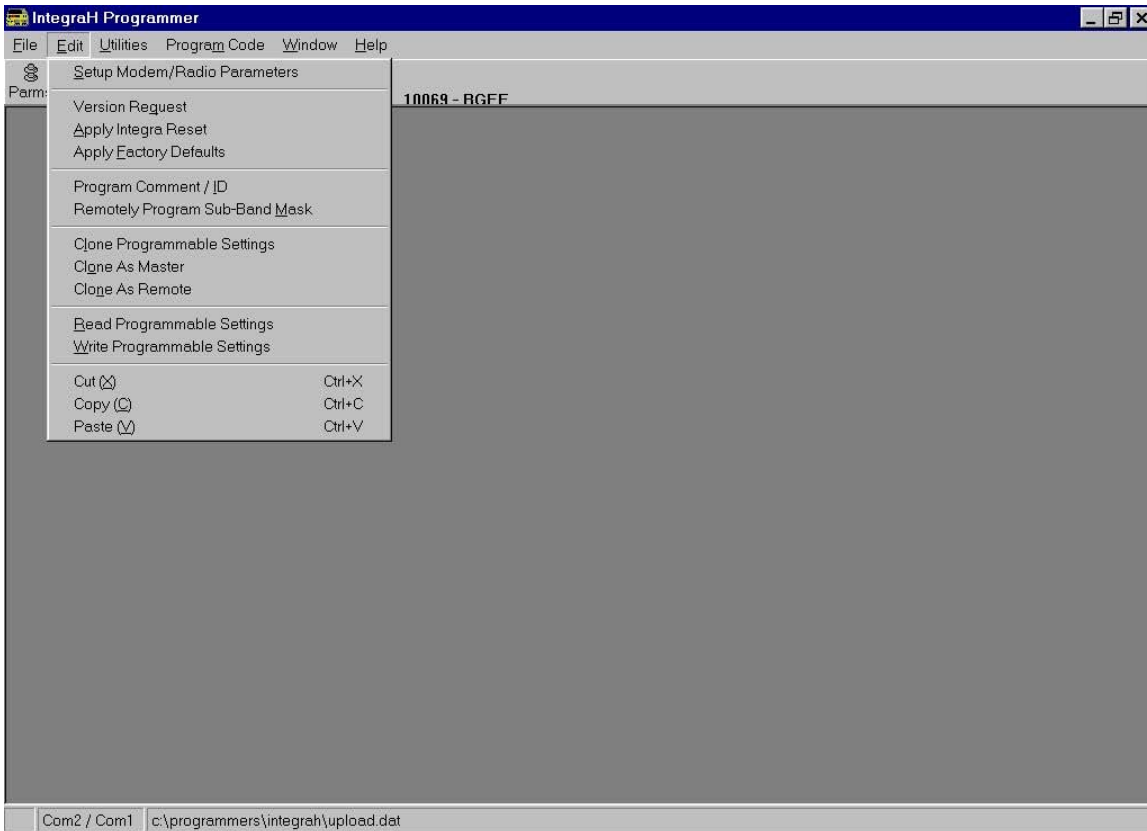 IntegraH Programmer
File Edit Utilities Program Code Window Help
Parms
10069 - RGFF
Setup Modem/Radio Parameters
Version Request
Apply Integra Reset
Apply Factory Defaults
Program Comment / ID
Remotely Program Sub-Band Mask
Clone Programmable Settings
Clone As Master
Clone As Remote
Read Programmable Settings
Write Programmable Settings
Cut (X) Ctrl+X
Copy (C) Ctrl+C
Paste (V) Ctrl+V
Com2 / Com1 c:\programmers\integrah\upload.dat